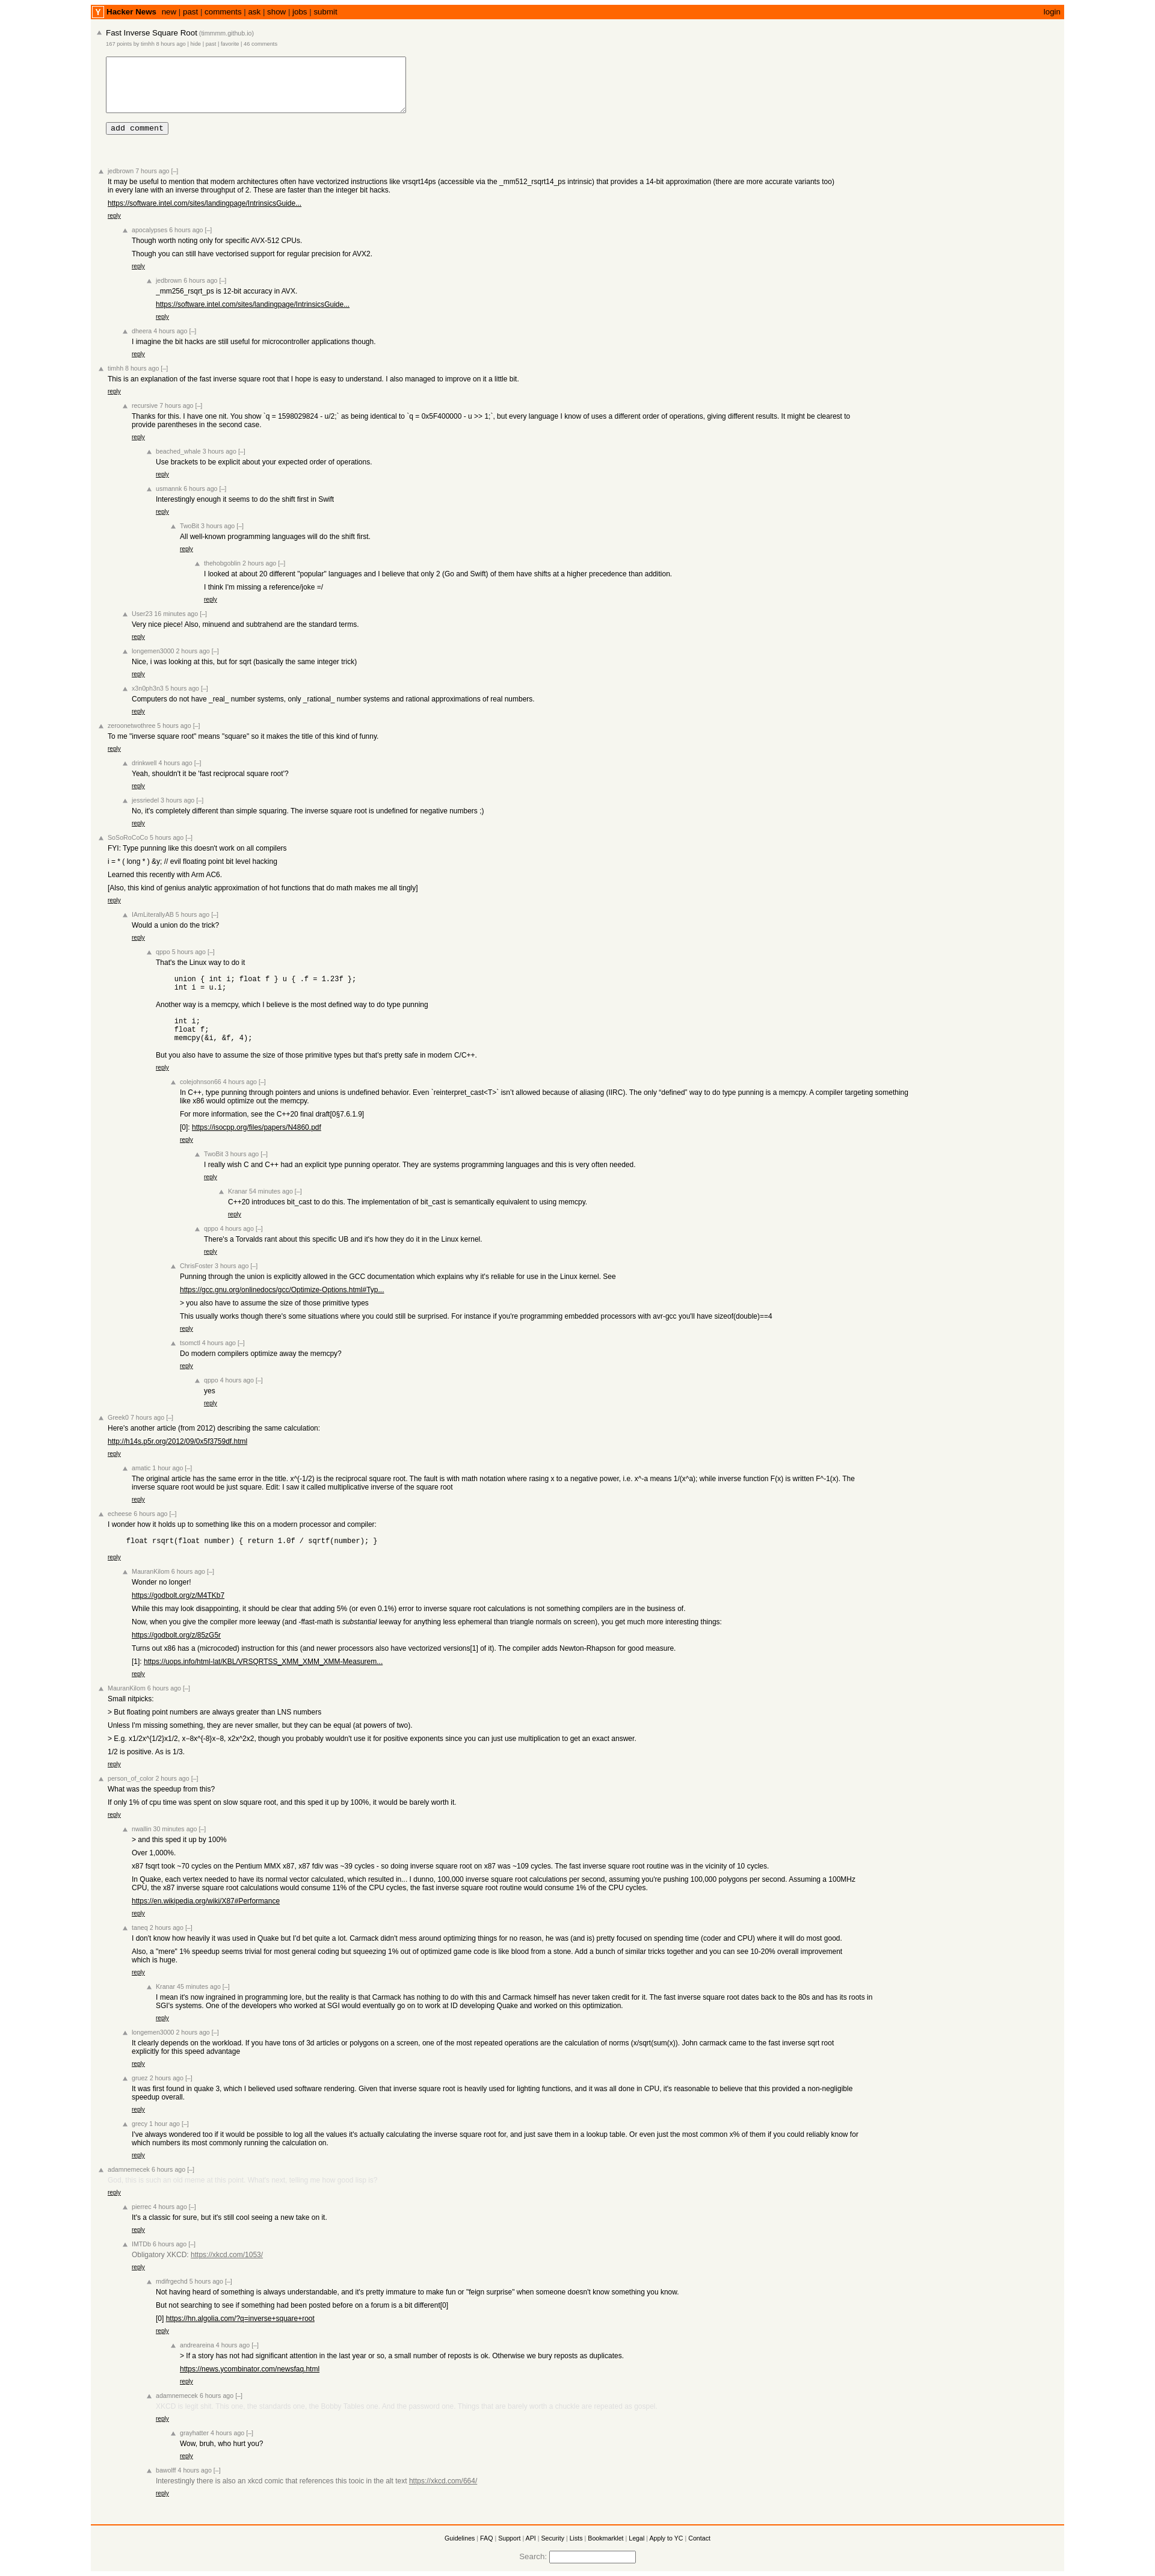 Y Hacker News new | past | comments | ask | show | jobs | submit login
Fast Inverse Square Root (timmmm.github.io)
167 points by timhh 8 hours ago | hide | past | favorite | 46 comments
add comment
jedbrown 7 hours ago [–]
It may be useful to mention that modern architectures often have vectorized instructions like vrsqrt14ps (accessible via the _mm512_rsqrt14_ps intrinsic) that provides a 14-bit approximation (there are more accurate variants too)
in every lane with an inverse throughput of 2. These are faster than the integer bit hacks.
https://software.intel.com/sites/landingpage/IntrinsicsGuide...
reply
apocalypses 6 hours ago [–]
Though worth noting only for specific AVX-512 CPUs.
Though you can still have vectorised support for regular precision for AVX2.
reply
jedbrown 6 hours ago [–]
_mm256_rsqrt_ps is 12-bit accuracy in AVX.
https://software.intel.com/sites/landingpage/IntrinsicsGuide...
reply
dheera 4 hours ago [–]
I imagine the bit hacks are still useful for microcontroller applications though.
reply
timhh 8 hours ago [–]
This is an explanation of the fast inverse square root that I hope is easy to understand. I also managed to improve on it a little bit.
reply
recursive 7 hours ago [–]
Thanks for this. I have one nit. You show `q = 1598029824 - u/2;` as being identical to `q = 0x5F400000 - u >> 1;`, but every language I know of uses a different order of operations, giving different results. It might be clearest to
provide parentheses in the second case.
reply
beached_whale 3 hours ago [–]
Use brackets to be explicit about your expected order of operations.
reply
usmannk 6 hours ago [–]
Interestingly enough it seems to do the shift first in Swift
reply
TwoBit 3 hours ago [–]
All well-known programming languages will do the shift first.
reply
thehobgoblin 2 hours ago [–]
I looked at about 20 different "popular" languages and I believe that only 2 (Go and Swift) of them have shifts at a higher precedence than addition.
I think I'm missing a reference/joke =/
reply
User23 16 minutes ago [–]
Very nice piece! Also, minuend and subtrahend are the standard terms.
reply
longemen3000 2 hours ago [–]
Nice, i was looking at this, but for sqrt (basically the same integer trick)
reply
x3n0ph3n3 5 hours ago [–]
Computers do not have _real_ number systems, only _rational_ number systems and rational approximations of real numbers.
reply
zeroonetwothree 5 hours ago [–]
To me "inverse square root" means "square" so it makes the title of this kind of funny.
reply
drinkwell 4 hours ago [–]
Yeah, shouldn't it be 'fast reciprocal square root'?
reply
jessriedel 3 hours ago [–]
No, it's completely different than simple squaring. The inverse square root is undefined for negative numbers ;)
reply
SoSoRoCoCo 5 hours ago [–]
FYI: Type punning like this doesn't work on all compilers
i = * ( long * ) &y; // evil floating point bit level hacking
Learned this recently with Arm AC6.
[Also, this kind of genius analytic approximation of hot functions that do math makes me all tingly]
reply
IAmLiterallyAB 5 hours ago [–]
Would a union do the trick?
reply
qppo 5 hours ago [–]
That's the Linux way to do it
union { int i; float f } u { .f = 1.23f };
int i = u.i;
Another way is a memcpy, which I believe is the most defined way to do type punning
int i;
float f;
memcpy(&i, &f, 4);
But you also have to assume the size of those primitive types but that's pretty safe in modern C/C++.
reply
colejohnson66 4 hours ago [–]
In C++, type punning through pointers and unions is undefined behavior. Even `reinterpret_cast<T>` isn't allowed because of aliasing (IIRC). The only “defined” way to do type punning is a memcpy. A compiler targeting something
like x86 would optimize out the memcpy.
For more information, see the C++20 final draft[0§7.6.1.9]
[0]: https://isocpp.org/files/papers/N4860.pdf
reply
TwoBit 3 hours ago [–]
I really wish C and C++ had an explicit type punning operator. They are systems programming languages and this is very often needed.
reply
Kranar 54 minutes ago [–]
C++20 introduces bit_cast to do this. The implementation of bit_cast is semantically equivalent to using memcpy.
reply
qppo 4 hours ago [–]
There's a Torvalds rant about this specific UB and it's how they do it in the Linux kernel.
reply
ChrisFoster 3 hours ago [–]
Punning through the union is explicitly allowed in the GCC documentation which explains why it's reliable for use in the Linux kernel. See
https://gcc.gnu.org/onlinedocs/gcc/Optimize-Options.html#Typ...
> you also have to assume the size of those primitive types
This usually works though there's some situations where you could still be surprised. For instance if you're programming embedded processors with avr-gcc you'll have sizeof(double)==4
reply
tsomctl 4 hours ago [–]
Do modern compilers optimize away the memcpy?
reply
qppo 4 hours ago [–]
yes
reply
Greek0 7 hours ago [–]
Here's another article (from 2012) describing the same calculation:
http://h14s.p5r.org/2012/09/0x5f3759df.html
reply
amatic 1 hour ago [–]
The original article has the same error in the title. x^(-1/2) is the reciprocal square root. The fault is with math notation where rasing x to a negative power, i.e. x^-a means 1/(x^a); while inverse function F(x) is written F^-1(x). The
inverse square root would be just square. Edit: I saw it called multiplicative inverse of the square root
reply
echeese 6 hours ago [–]
I wonder how it holds up to something like this on a modern processor and compiler:
float rsqrt(float number) { return 1.0f / sqrtf(number); }
reply
MauranKilom 6 hours ago [–]
Wonder no longer!
https://godbolt.org/z/M4TKb7
While this may look disappointing, it should be clear that adding 5% (or even 0.1%) error to inverse square root calculations is not something compilers are in the business of.
Now, when you give the compiler more leeway (and -ffast-math is substantial leeway for anything less ephemeral than triangle normals on screen), you get much more interesting things:
https://godbolt.org/z/85zG5r
Turns out x86 has a (microcoded) instruction for this (and newer processors also have vectorized versions[1] of it). The compiler adds Newton-Rhapson for good measure.
[1]: https://uops.info/html-lat/KBL/VRSQRTSS_XMM_XMM_XMM-Measurem...
reply
MauranKilom 6 hours ago [–]
Small nitpicks:
> But floating point numbers are always greater than LNS numbers
Unless I'm missing something, they are never smaller, but they can be equal (at powers of two).
> E.g. x1/2x^{1/2}x1/2, x−8x^{-8}x−8, x2x^2x2, though you probably wouldn't use it for positive exponents since you can just use multiplication to get an exact answer.
1/2 is positive. As is 1/3.
reply
person_of_color 2 hours ago [–]
What was the speedup from this?
If only 1% of cpu time was spent on slow square root, and this sped it up by 100%, it would be barely worth it.
reply
nwallin 30 minutes ago [–]
> and this sped it up by 100%
Over 1,000%.
x87 fsqrt took ~70 cycles on the Pentium MMX x87, x87 fdiv was ~39 cycles - so doing inverse square root on x87 was ~109 cycles. The fast inverse square root routine was in the vicinity of 10 cycles.
In Quake, each vertex needed to have its normal vector calculated, which resulted in... I dunno, 100,000 inverse square root calculations per second, assuming you're pushing 100,000 polygons per second. Assuming a 100MHz
CPU, the x87 inverse square root calculations would consume 11% of the CPU cycles, the fast inverse square root routine would consume 1% of the CPU cycles.
https://en.wikipedia.org/wiki/X87#Performance
reply
taneq 2 hours ago [–]
I don't know how heavily it was used in Quake but I'd bet quite a lot. Carmack didn't mess around optimizing things for no reason, he was (and is) pretty focused on spending time (coder and CPU) where it will do most good.
Also, a "mere" 1% speedup seems trivial for most general coding but squeezing 1% out of optimized game code is like blood from a stone. Add a bunch of similar tricks together and you can see 10-20% overall improvement
which is huge.
reply
Kranar 45 minutes ago [–]
I mean it's now ingrained in programming lore, but the reality is that Carmack has nothing to do with this and Carmack himself has never taken credit for it. The fast inverse square root dates back to the 80s and has its roots in
SGI's systems. One of the developers who worked at SGI would eventually go on to work at ID developing Quake and worked on this optimization.
reply
longemen3000 2 hours ago [–]
It clearly depends on the workload. If you have tons of 3d articles or polygons on a screen, one of the most repeated operations are the calculation of norms (x/sqrt(sum(x)). John carmack came to the fast inverse sqrt root
explicitly for this speed advantage
reply
gruez 2 hours ago [–]
It was first found in quake 3, which I believed used software rendering. Given that inverse square root is heavily used for lighting functions, and it was all done in CPU, it's reasonable to believe that this provided a non-negligible
speedup overall.
reply
grecy 1 hour ago [–]
I've always wondered too if it would be possible to log all the values it's actually calculating the inverse square root for, and just save them in a lookup table. Or even just the most common x% of them if you could reliably know for
which numbers its most commonly running the calculation on.
reply
adamnemecek 6 hours ago [–]
reply
pierrec 4 hours ago [–]
It's a classic for sure, but it's still cool seeing a new take on it.
reply
IMTDb 6 hours ago [–]
Obligatory XKCD: https://xkcd.com/1053/
reply
mdifrgechd 5 hours ago [–]
Not having heard of something is always understandable, and it's pretty immature to make fun or "feign surprise" when someone doesn't know something you know.
But not searching to see if something had been posted before on a forum is a bit different[0]
[0] https://hn.algolia.com/?q=inverse+square+root
reply
andreareina 4 hours ago [–]
> If a story has not had significant attention in the last year or so, a small number of reposts is ok. Otherwise we bury reposts as duplicates.
https://news.ycombinator.com/newsfaq.html
reply
adamnemecek 6 hours ago [–]
reply
grayhatter 4 hours ago [–]
Wow, bruh, who hurt you?
reply
bawolff 4 hours ago [–]
Interestingly there is also an xkcd comic that references this tooic in the alt text https://xkcd.com/664/
reply
Guidelines | FAQ | Support | API | Security | Lists | Bookmarklet | Legal | Apply to YC | Contact
Search: